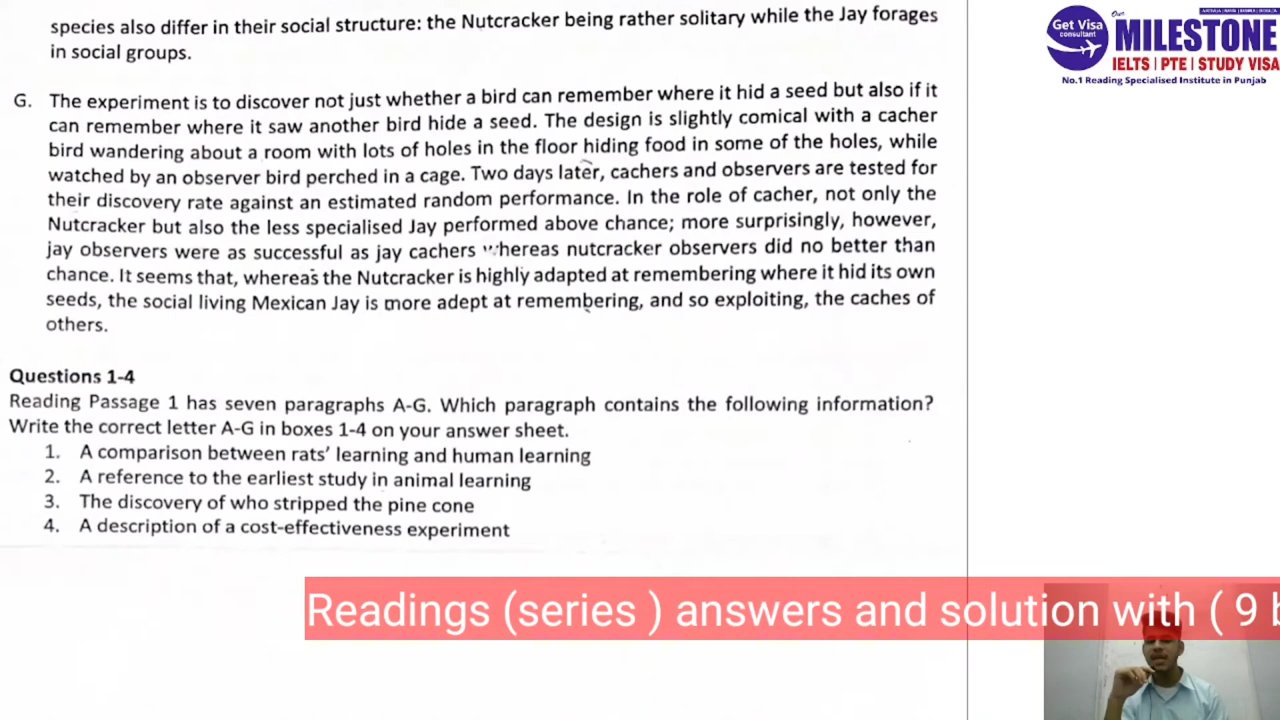 species also differ in their social structure: the Nutcracker being rather solitary while the Jay forages
in social groups.
G. The experiment is to discover not just whether a bird can remember where it hid a seed but also if it
can remember where it saw another bird hide a seed. The design is slightly comical with a cacher
bird wandering about a room with lots of holes in the floor hiding food in some of the holes, while
watched by an observer bird perched in a cage. Two days later, cachers and observers are tested for
their discovery rate against an estimated random performance. In the role of cacher, not only the
Nutcracker but also the less specialised Jay performed above chance; more surprisingly, however,
jay observers were as successful as jay cachers whereas nutcracker observers did no better than
chance. It seems that, whereas the Nutcracker is highly adapted at remembering where it hid its own
seeds, the social living Mexican Jay is more adept at remembering, and so exploiting, the caches of
others.
Questions 1-4
Reading Passage 1 has seven paragraphs A-G. Which paragraph contains the following information?
Write the correct letter A-G in boxes 1-4 on your answer sheet.
1. A comparison between rats' learning and human learning
2. A reference to the earliest study in animal learning
3. The discovery of who stripped the pine cone
4. A description of a cost-effectiveness experiment
Get Visa
consultant
Our
MILESTONE
IELTS | PTE | STUDY VISA
No.1 Reading Specialised Institute in Punjab
Readings (series ) answers and solution with ( 9 b